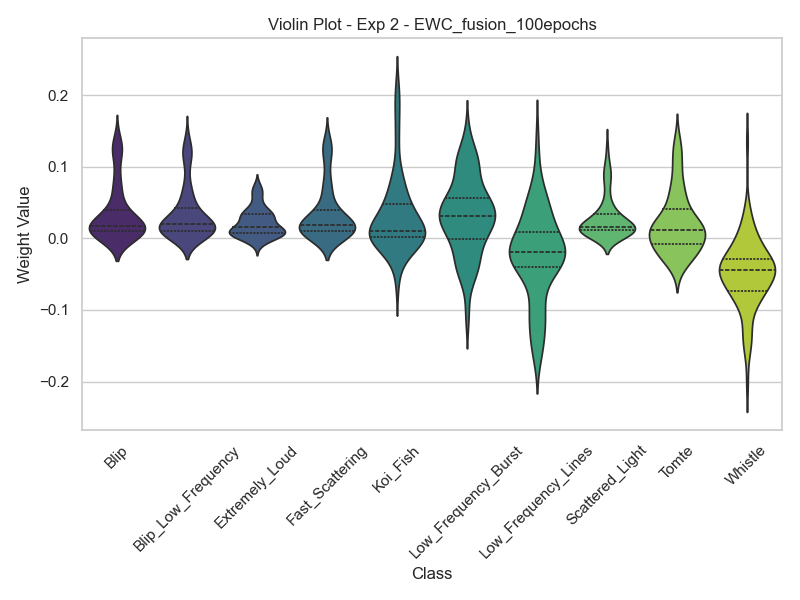 Violin Plot - Exp 2 - EWC_fusion_100epochs
Weight Value
0.2
0.1
0.0
−0.1
−0.2
Blip
Blip_Low_Frequency
Extremely_Loud
Fast_Scattering
Koi_Fish
Low_Frequency_Burst
Low_Frequency_Lines
Scattered_Light
Tomte
Whistle
Class